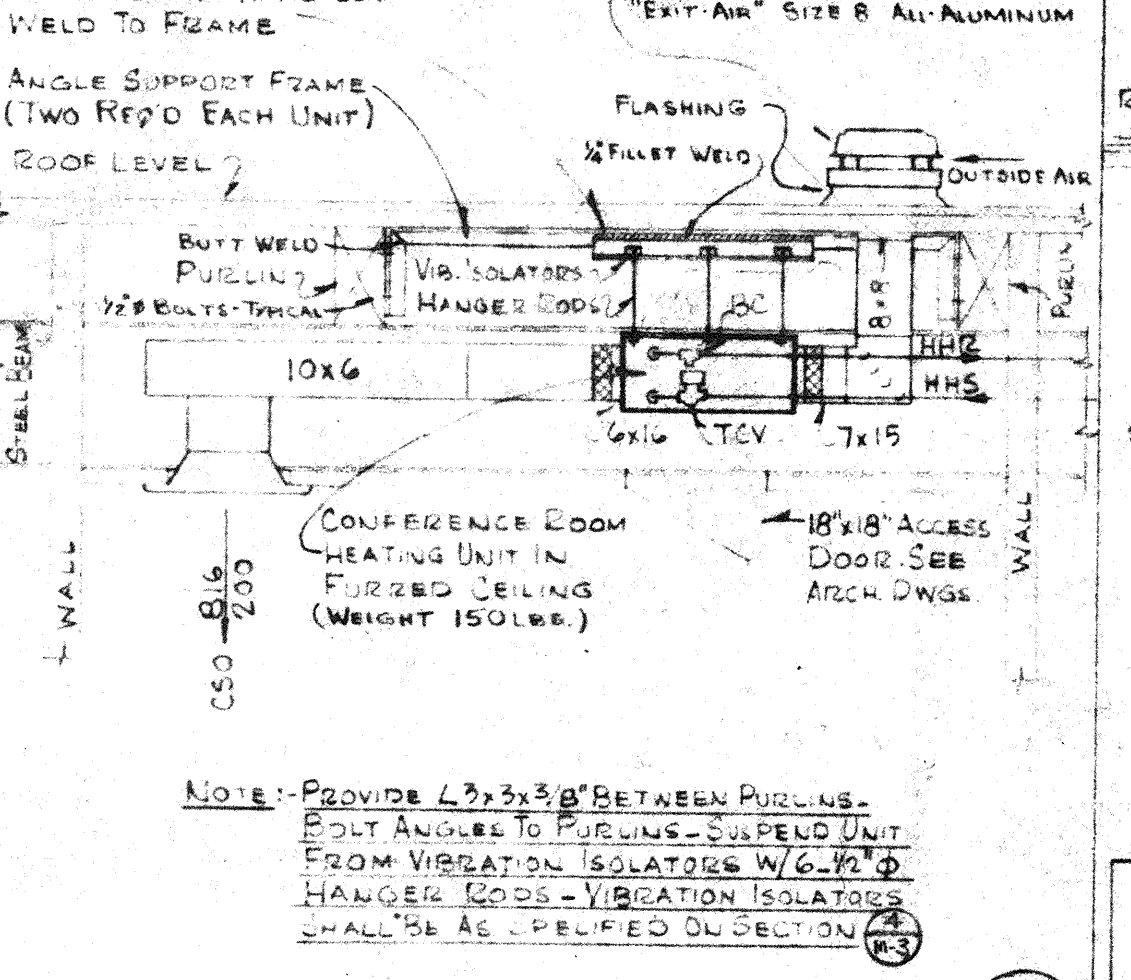 WELD TO FRAME
"EXIT-AIR" SIZE 8 ALL-ALUMINUM
ANGLE SUPPORT FRAME
(TWO REQ'D EACH UNIT)
FLASHING
ROOF LEVEL
1/4" FILLET WELD
OUTSIDE AIR
BUTT WELD
PURLIN
VIB. ISOLATORS
HANGER RODS
1/2"φ BOLTS-TYPICAL
BC
8x8
PURLIN
STEEL BEAM
10x6
HHR
HHS
6x16
TCV
7x15
CONFERENCE ROOM
HEATING UNIT IN
FURRED CEILING
(WEIGHT 150 LBS.)
18"x18" ACCESS
DOOR. SEE
ARCH. DWGS.
WALL
WALL
CSO 816
200
NOTE:- PROVIDE L 3x3x3/8" BETWEEN PURLINS-
BOLT ANGLES TO PURLINS-SUSPEND UNIT
FROM VIBRATION ISOLATORS W/6-1/2"φ
HANGER RODS-VIBRATION ISOLATORS
SHALL BE AS SPECIFIED ON SECTION 4
M-3